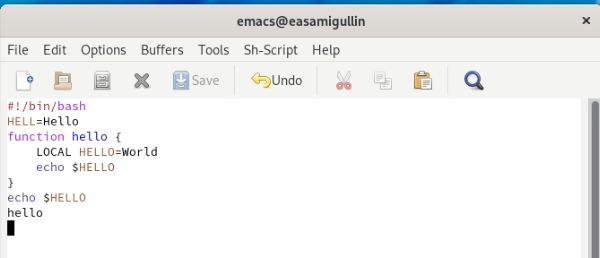 emacs@easamigullin ×
File Edit Options Buffers Tools Sh-Script Help
Save Undo
#!/bin/bash
HELL=Hello
function hello {
    LOCAL HELLO=World
    echo $HELLO
}
echo $HELLO
hello